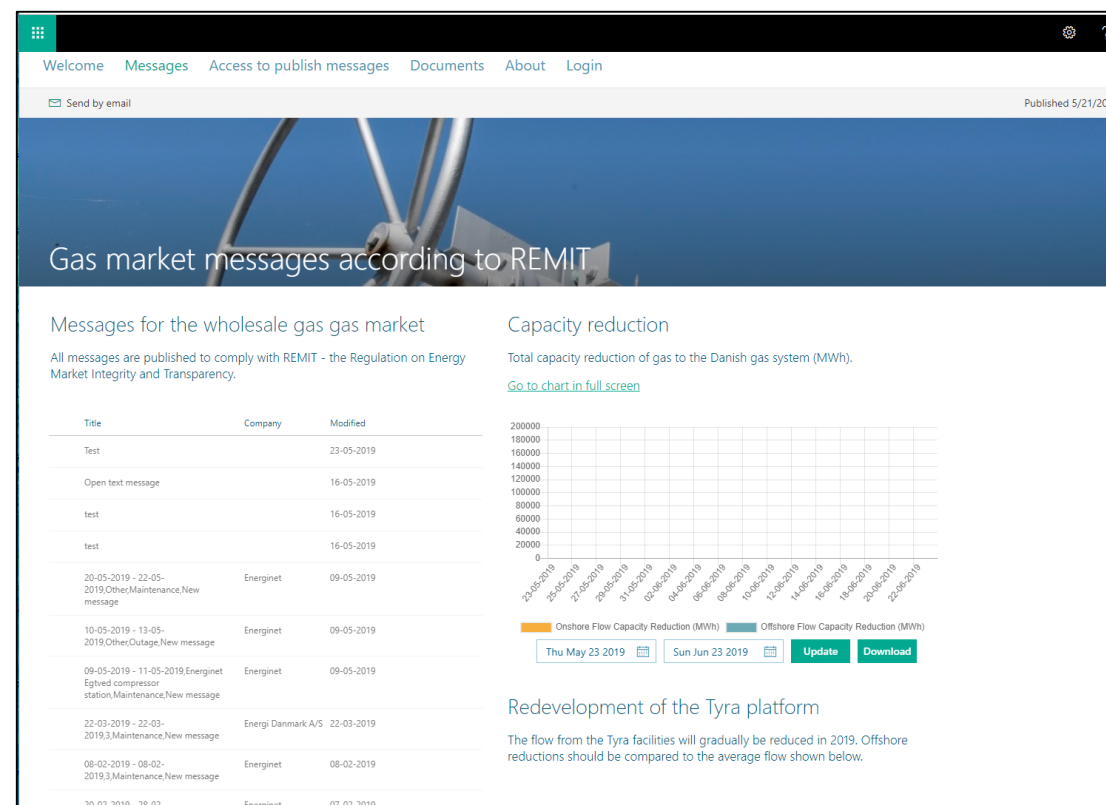 Welcome Messages Access to publish messages Documents About Login
Send by email
Published 5/21/20
Gas market messages according to REMIT
Messages for the wholesale gas gas market
All messages are published to comply with REMIT - the Regulation on Energy
Market Integrity and Transparency.
Title Company Modified
Test 23-05-2019
Open text message 16-05-2019
test 16-05-2019
test 16-05-2019
20-05-2019 - 22-05- Energinet 09-05-2019
2019,Other,Maintenance,New
message
10-05-2019 - 13-05- Energinet 09-05-2019
2019,Other,Outage,New message
09-05-2019 - 11-05-2019,Energinet Energinet 09-05-2019
Egtved compressor
station,Maintenance,New message
22-03-2019 - 22-03- Energi Danmark A/S 22-03-2019
2019,3,Maintenance,New message
08-02-2019 - 08-02- Energinet 08-02-2019
2019,3,Maintenance,New message
20-02-2019 - 28-02- Energinet 07-02-2019
Capacity reduction
Total capacity reduction of gas to the Danish gas system (MWh).
Go to chart in full screen
200000
180000
160000
140000
120000
100000
80000
60000
40000
20000
0
23-05-2019 25-05-2019 27-05-2019 29-05-2019 31-05-2019 02-06-2019 04-06-2019 06-06-2019 08-06-2019 10-06-2019 12-06-2019 14-06-2019 16-06-2019 18-06-2019 20-06-2019 22-06-2019
Onshore Flow Capacity Reduction (MWh) Offshore Flow Capacity Reduction (MWh)
Thu May 23 2019 Sun Jun 23 2019 Update Download
Redevelopment of the Tyra platform
The flow from the Tyra facilities will gradually be reduced in 2019. Offshore
reductions should be compared to the average flow shown below.